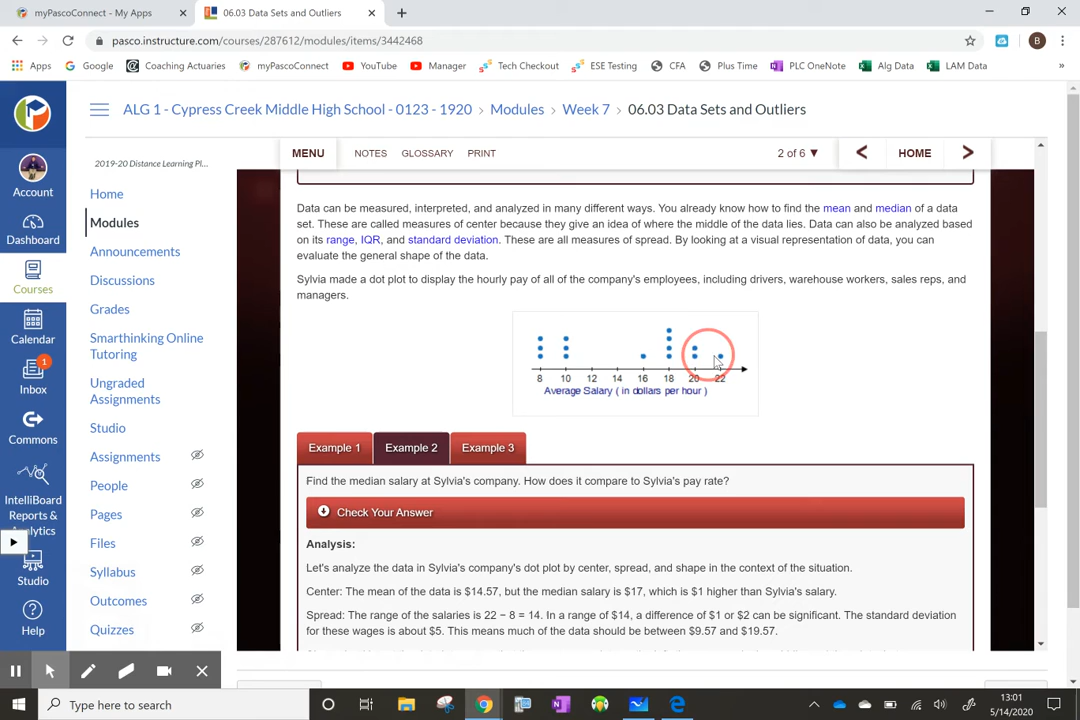 myPascoConnect - My Apps
06.03 Data Sets and Outliers
pasco.instructure.com/courses/287612/modules/items/3442468
B
Apps
Google
Coaching Actuaries
myPascoConnect
YouTube
Manager
Tech Checkout
ESE Testing
CFA
Plus Time
PLC OneNote
Alg Data
LAM Data
»
ALG 1 - Cypress Creek Middle High School - 0123 - 1920 > Modules > Week 7 > 06.03 Data Sets and Outliers
Account
Dashboard
Courses
Calendar
1
Inbox
Commons
IntelliBoard
Reports &
Analytics
Studio
Help
2019-20 Distance Learning Pl...
Home
Modules
Announcements
Discussions
Grades
Smarthinking Online
Tutoring
Unread and
Ungraded
Assignments
Studio
Assignments
People
Pages
Files
Syllabus
Outcomes
Quizzes
MENU NOTES GLOSSARY PRINT 2 of 6 ▼ < HOME >
Data can be measured, interpreted, and analyzed in many different ways. You already know how to find the mean and median of a data
set. These are called measures of center because they give an idea of where the middle of the data lies. Data can also be analyzed based
on its range, IQR, and standard deviation. These are all measures of spread. By looking at a visual representation of data, you can
evaluate the general shape of the data.
Sylvia made a dot plot to display the hourly pay of all of the company's employees, including drivers, warehouse workers, sales reps, and
managers.
8 10 12 14 16 18 20 22
Average Salary ( in dollars per hour )
Example 1 Example 2 Example 3
Find the median salary at Sylvia's company. How does it compare to Sylvia's pay rate?
Check Your Answer
Analysis:
Let's analyze the data in Sylvia's company's dot plot by center, spread, and shape in the context of the situation.
Center: The mean of the data is $14.57, but the median salary is $17, which is $1 higher than Sylvia's salary.
Spread: The range of the salaries is 22 − 8 = 14. In a range of $14, a difference of $1 or $2 can be significant. The standard deviation
for these wages is about $5. This means much of the data should be between $9.57 and $19.57.
Type here to search
13:01
5/14/2020